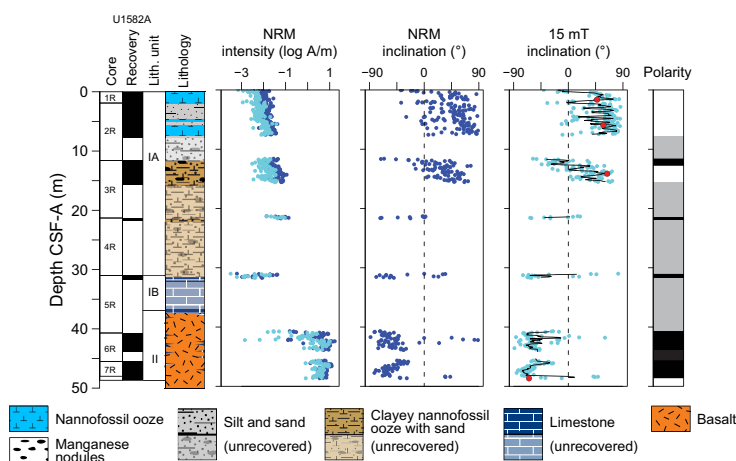 U1582A
Core
Recovery
Lith. unit
Lithology
NRM
intensity (log A/m)
NRM
inclination (°)
15 mT
inclination (°)
Polarity
−3 −1 1
−90 0 90
−90 0 90
Depth CSF-A (m)
0
10
20
30
40
50
1R
2R
3R
4R
5R
6R
7R
IA
IB
II
Nannofossil ooze
Manganese
nodules
Silt and sand
(unrecovered)
Clayey nannofossil
ooze with sand
(unrecovered)
Limestone
(unrecovered)
Basalt